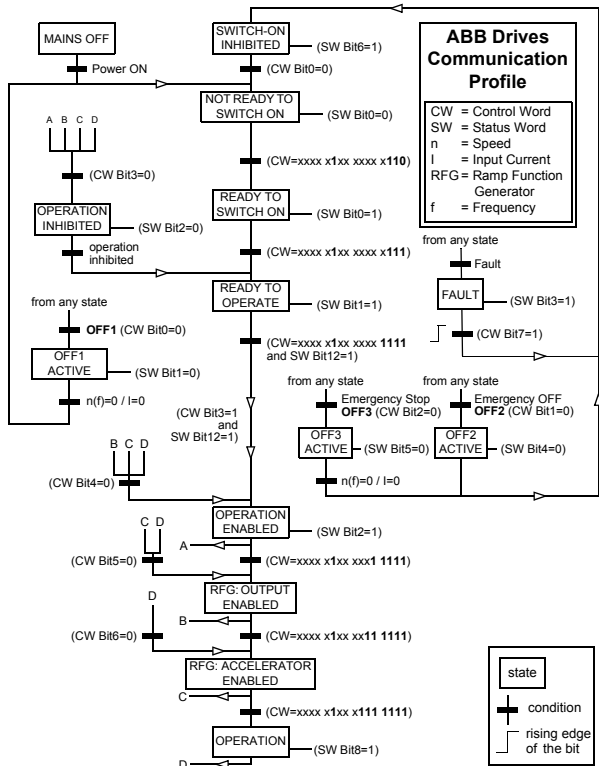 MAINS OFF
Power ON
SWITCH-ON
INHIBITED
(SW Bit6=1)
(CW Bit0=0)
NOT READY TO
SWITCH ON
(SW Bit0=0)
A B C D
(CW Bit3=0)
OPERATION
INHIBITED
(SW Bit2=0)
operation
inhibited
(CW=xxxx x1xx xxxx x110)
READY TO
SWITCH ON
(SW Bit0=1)
(CW=xxxx x1xx xxxx x111)
READY TO
OPERATE
(SW Bit1=1)
(CW=xxxx x1xx xxxx 1111
and SW Bit12=1)
ABB Drives
Communication
Profile
CW = Control Word
SW = Status Word
n = Speed
I = Input Current
RFG = Ramp Function
Generator
f = Frequency
from any state
Fault
FAULT
(SW Bit3=1)
(CW Bit7=1)
from any state
OFF1 (CW Bit0=0)
OFF1
ACTIVE
(SW Bit1=0)
n(f)=0 / I=0
(CW Bit3=1
and
SW Bit12=1)
from any state
Emergency Stop
OFF3 (CW Bit2=0)
OFF3
ACTIVE
(SW Bit5=0)
n(f)=0 / I=0
from any state
Emergency OFF
OFF2 (CW Bit1=0)
OFF2
ACTIVE
(SW Bit4=0)
B C D
(CW Bit4=0)
OPERATION
ENABLED
(SW Bit2=1)
A
(CW=xxxx x1xx xxx1 1111)
C D
(CW Bit5=0)
RFG: OUTPUT
ENABLED
B
(CW=xxxx x1xx xx11 1111)
D
(CW Bit6=0)
RFG: ACCELERATOR
ENABLED
C
(CW=xxxx x1xx x111 1111)
OPERATION
(SW Bit8=1)
D
state
condition
rising edge
of the bit